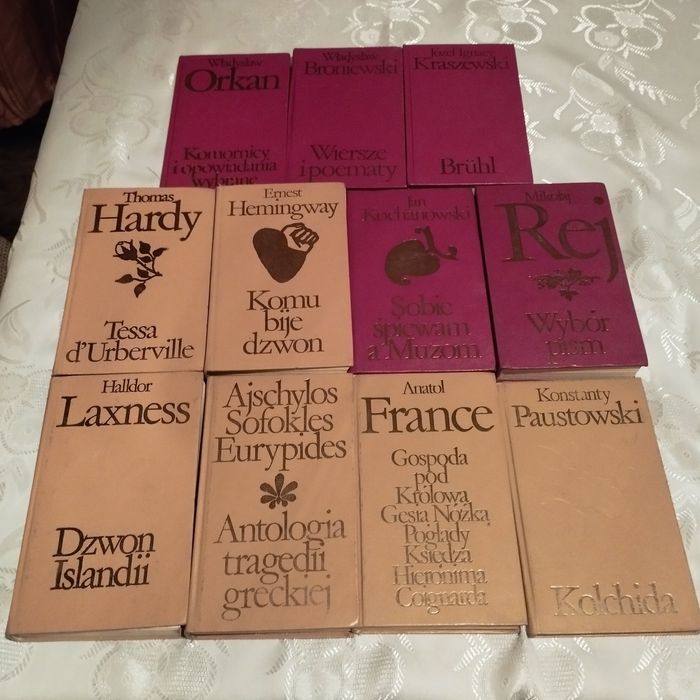 Władysław
Orkan
Komornicy
i opowiadania
wybrane
Władysław
Broniewski
Wiersze
i poematy
Józef Ignacy
Kraszewski
Brühl
Thomas
Hardy
Tessa
d'Urberville
Ernest
Hemingway
Komu
bije
dzwon
Jan
Kochanowski
Sobie
śpiewam
a Muzom
Mikołaj
Rej
Wybór
pism
Halldor
Laxness
Dzwon
Islandii
Ajschylos
Sofokles
Eurypides
Antologia
tragedii
greckiej
Anatol
France
Gospoda
pod
Królową
Gęsią Nóżką
Poglądy
Księdza
Hieronima
Coignarda
Konstanty
Paustowski
Kolchida